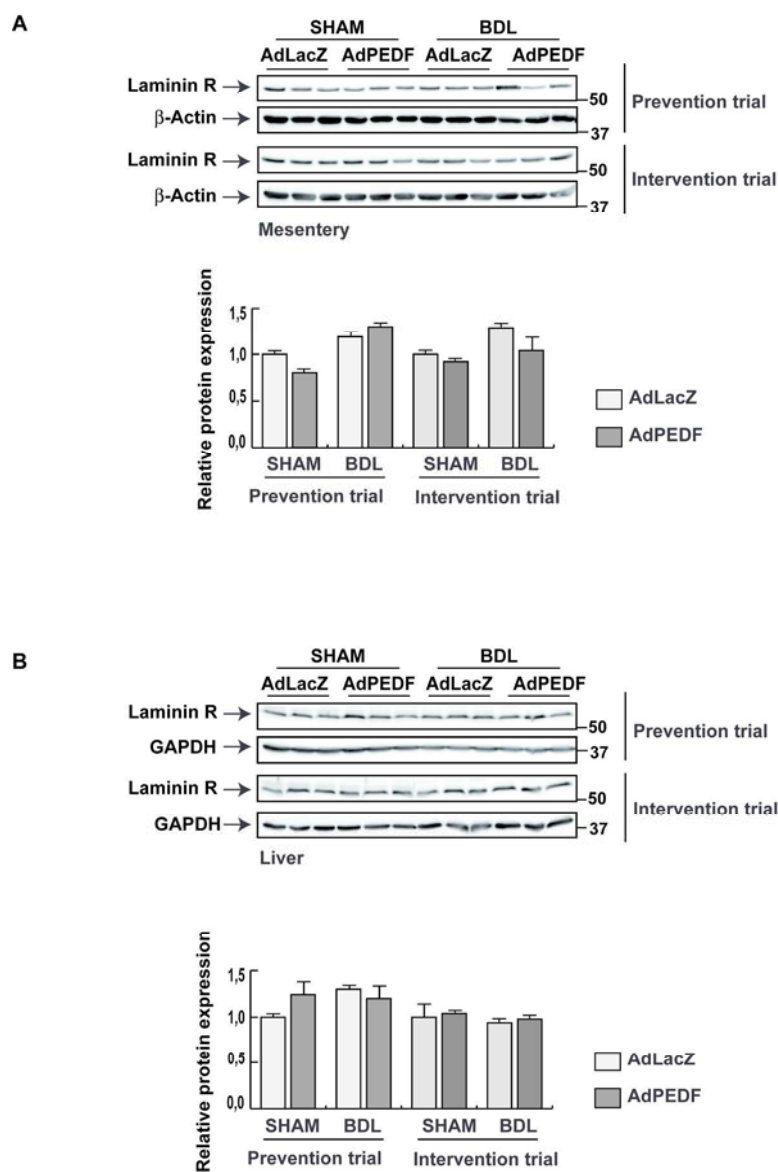 A
SHAM BDL
AdLacZ AdPEDF AdLacZ AdPEDF
Laminin R
50
Prevention trial
β-Actin
37
Laminin R
50
Intervention trial
β-Actin
37
Mesentery
Relative protein expression
1,5
1,0
0,5
0,0
SHAM BDL SHAM BDL
Prevention trial Intervention trial
AdLacZ
AdPEDF
B
SHAM BDL
AdLacZ AdPEDF AdLacZ AdPEDF
Laminin R
50
Prevention trial
GAPDH
37
Laminin R
50
Intervention trial
GAPDH
37
Liver
Relative protein expression
1,5
1,0
0,5
0,0
SHAM BDL SHAM BDL
Prevention trial Intervention trial
AdLacZ
AdPEDF